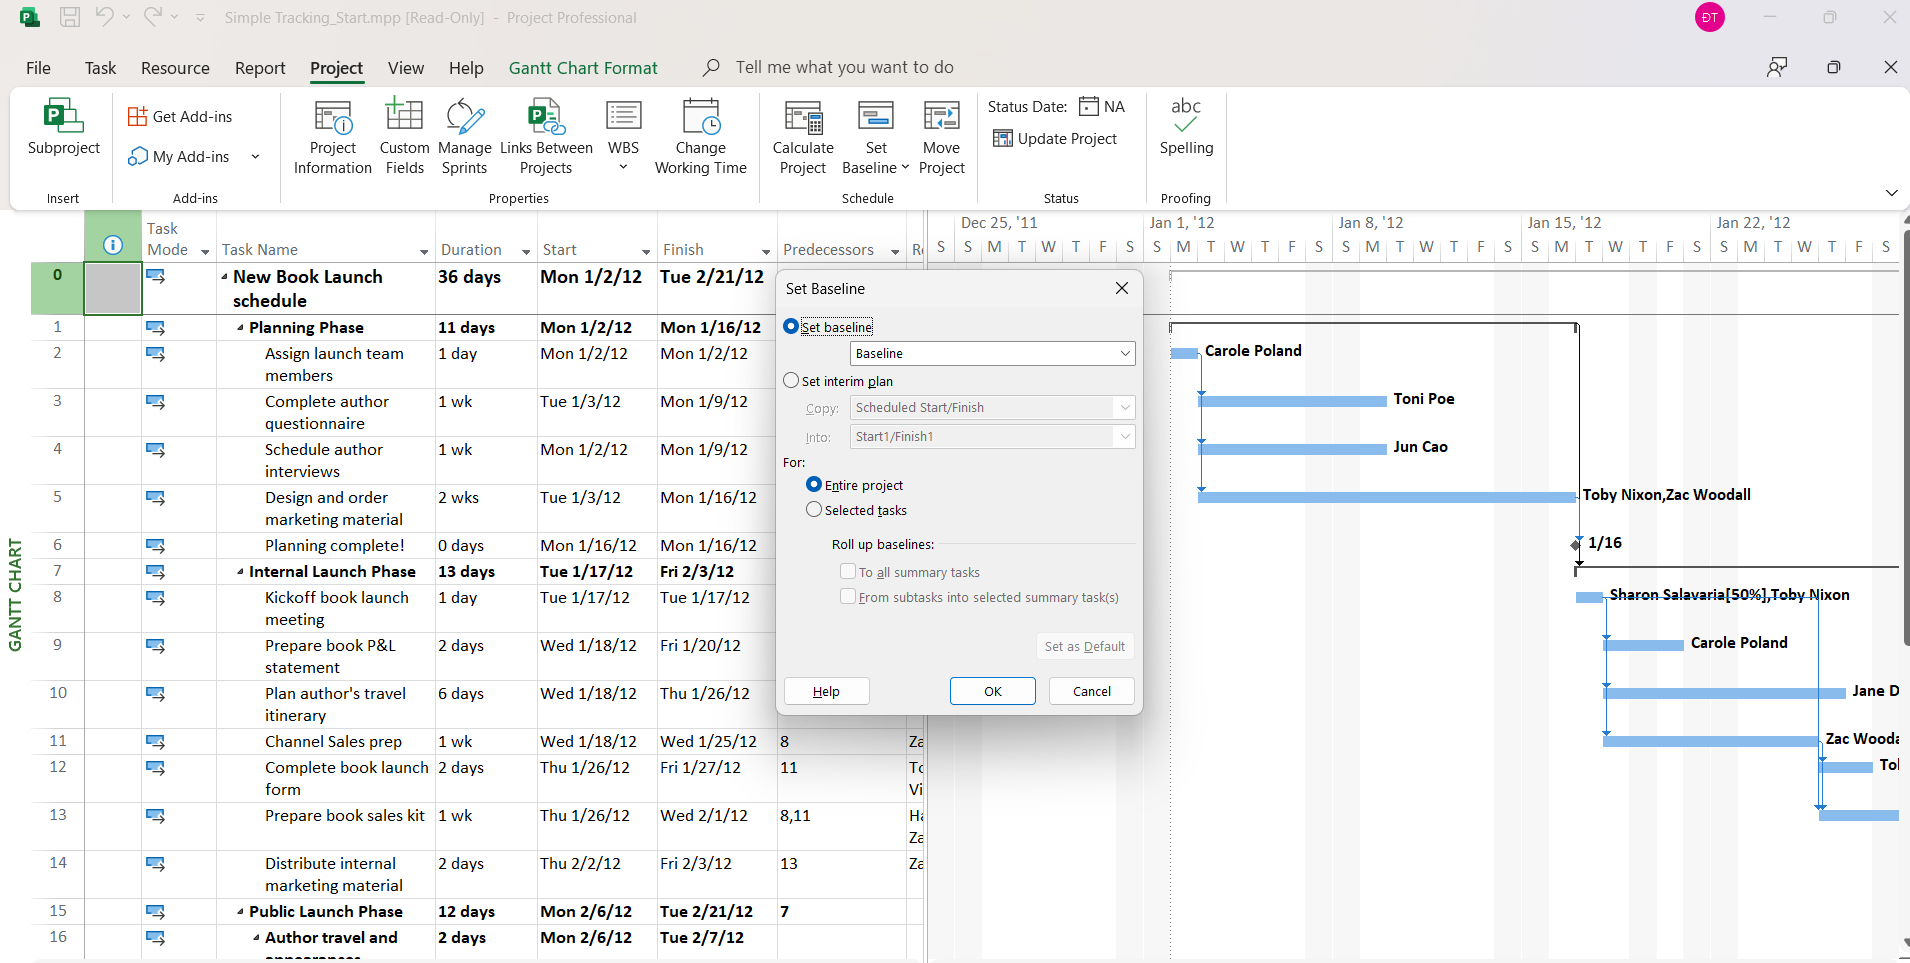 Simple Tracking_Start.mpp [Read-Only] - Project Professional
ĐT
File Task Resource Report Project View Help Gantt Chart Format Tell me what you want to do
Subproject
Insert
Get Add-ins
My Add-ins
Add-ins
Project Information
Custom Fields
Manage Sprints
Links Between Projects
WBS
Change Working Time
Properties
Calculate Project
Set Baseline
Move Project
Schedule
Status Date: NA
Update Project
Status
abc
Spelling
Proofing
Task Mode Task Name Duration Start Finish Predecessors
Dec 25, '11 Jan 1, '12 Jan 8, '12 Jan 15, '12 Jan 22, '12
S S M T W T F S S M T W T F S S M T W T F S S M T W T F S S M T W T F S
GANTT CHART
0 New Book Launch schedule 36 days Mon 1/2/12 Tue 2/21/12
1 Planning Phase 11 days Mon 1/2/12 Mon 1/16/12
2 Assign launch team members 1 day Mon 1/2/12 Mon 1/2/12
3 Complete author questionnaire 1 wk Tue 1/3/12 Mon 1/9/12
4 Schedule author interviews 1 wk Mon 1/2/12 Mon 1/9/12
5 Design and order marketing material 2 wks Tue 1/3/12 Mon 1/16/12
6 Planning complete! 0 days Mon 1/16/12 Mon 1/16/12
7 Internal Launch Phase 13 days Tue 1/17/12 Fri 2/3/12
8 Kickoff book launch meeting 1 day Tue 1/17/12 Tue 1/17/12
9 Prepare book P&L statement 2 days Wed 1/18/12 Fri 1/20/12
10 Plan author's travel itinerary 6 days Wed 1/18/12 Thu 1/26/12
11 Channel Sales prep 1 wk Wed 1/18/12 Wed 1/25/12 8 Za
12 Complete book launch form 2 days Thu 1/26/12 Fri 1/27/12 11 To Vi
13 Prepare book sales kit 1 wk Thu 1/26/12 Wed 2/1/12 8,11 Ha Za
14 Distribute internal marketing material 2 days Thu 2/2/12 Fri 2/3/12 13 Za
15 Public Launch Phase 12 days Mon 2/6/12 Tue 2/21/12 7
16 Author travel and appearances 2 days Mon 2/6/12 Tue 2/7/12
Set Baseline
Set baseline
Baseline
Set interim plan
Copy: Scheduled Start/Finish
Into: Start1/Finish1
For:
Entire project
Selected tasks
Roll up baselines:
To all summary tasks
From subtasks into selected summary task(s)
Set as Default
Help OK Cancel
Carole Poland
Toni Poe
Jun Cao
Toby Nixon,Zac Woodall
1/16
Sharon Salavaria[50%],Toby Nixon
Carole Poland
Jane D
Zac Wooda
Tol